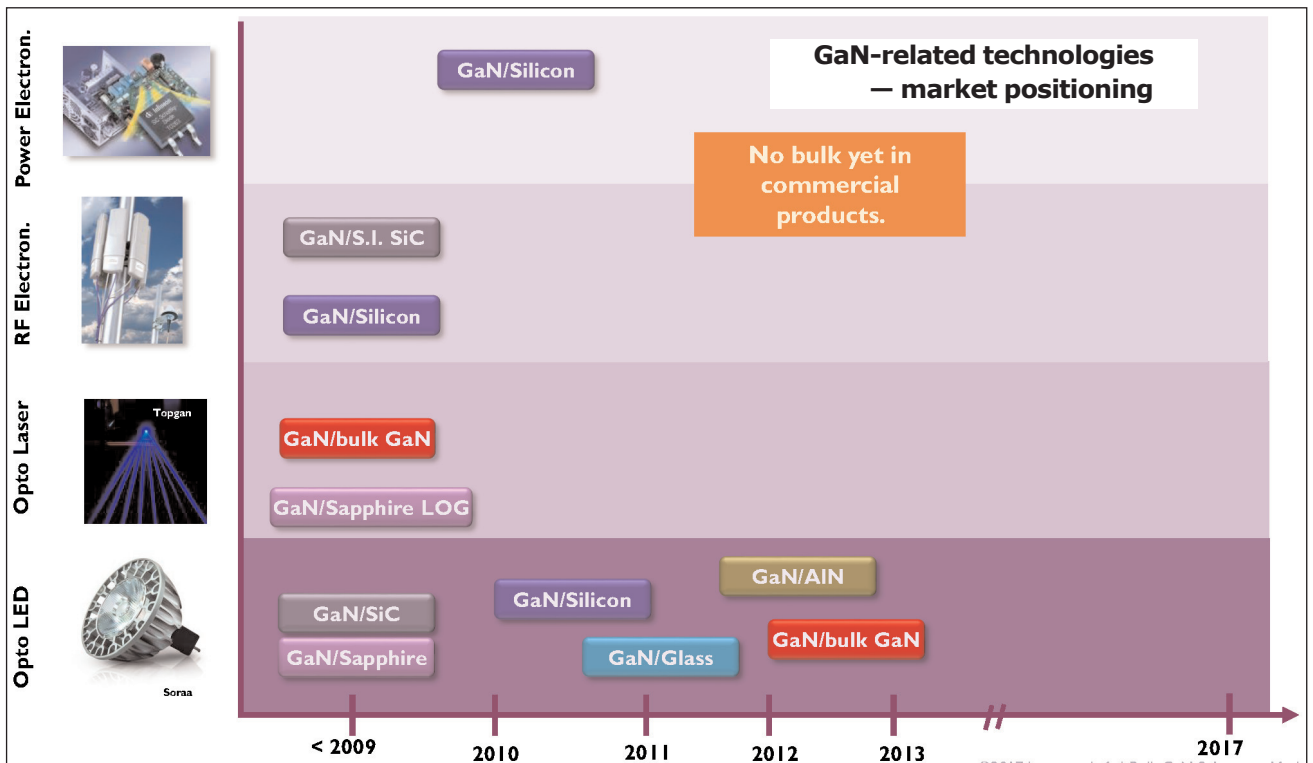 GaN-related technologies
— market positioning
No bulk yet in
commercial
products.
Power Electron.
GaN/Silicon
RF Electron.
GaN/S.I. SiC
GaN/Silicon
Opto Laser
Topgan
GaN/bulk GaN
GaN/Sapphire LOG
Opto LED
Soraa
GaN/SiC
GaN/Sapphire
GaN/Silicon
GaN/Glass
GaN/AlN
GaN/bulk GaN
< 2009
2010
2011
2012
2013
2017